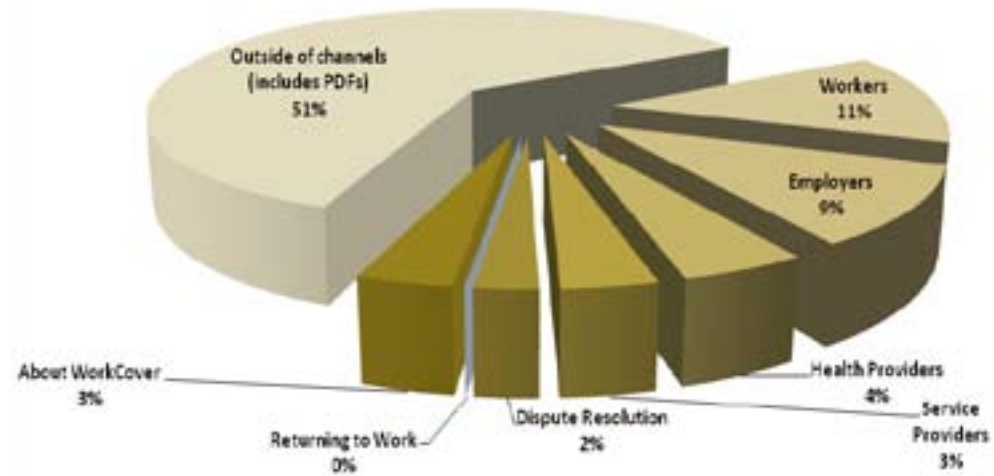 Outside of channels
(includes PDFs)
51%
Workers
11%
Employers
9%
Health Providers
4%
Service
Providers
3%
Dispute Resolution
2%
Returning to Work
0%
About WorkCover
3%